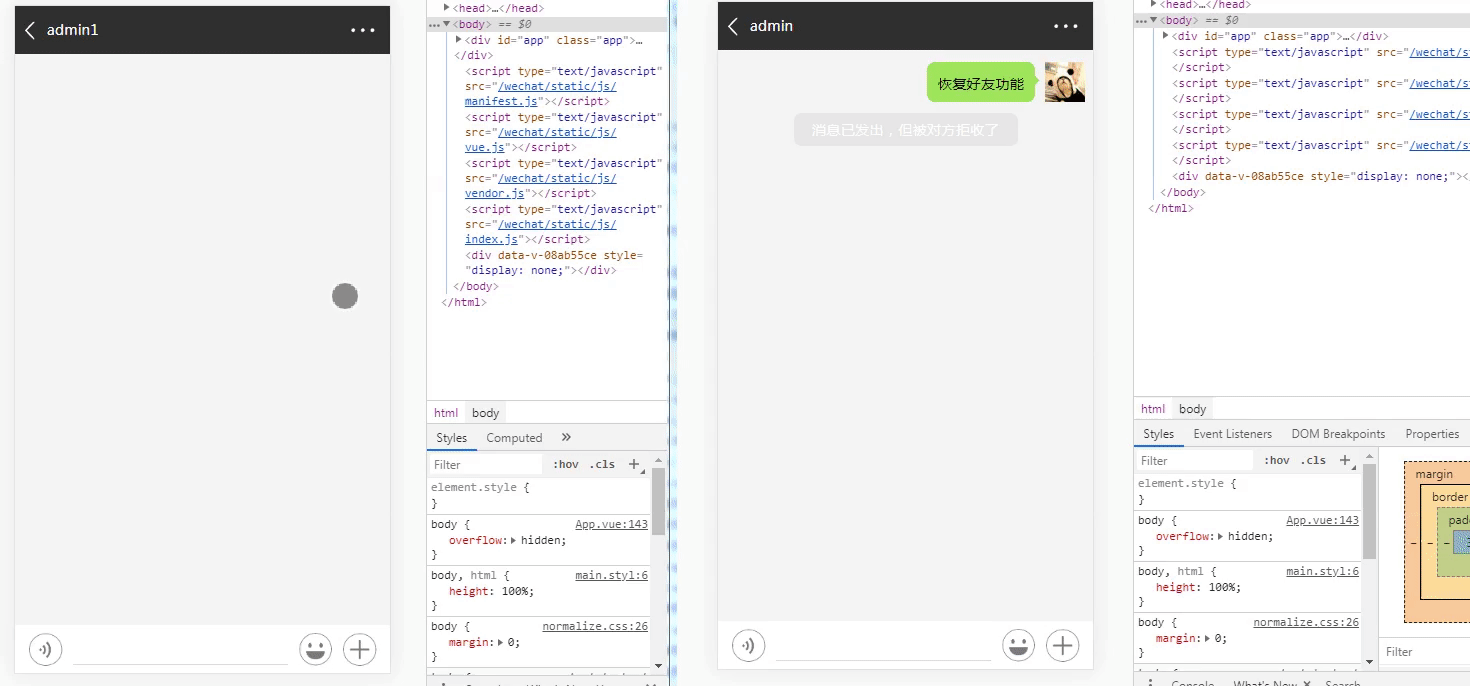 admin1
<head>…</head>
<body> == $0
<div id="app" class="app">…
</div>
<script type="text/javascript"
src="/wechat/static/js/
manifest.js"></script>
<script type="text/javascript"
src="/wechat/static/js/
vue.js"></script>
<script type="text/javascript"
src="/wechat/static/js/
vendor.js"></script>
<script type="text/javascript"
src="/wechat/static/js/
index.js"></script>
<div data-v-08ab55ce style=
"display: none;"></div>
</body>
</html>
html body
Styles Computed »
Filter :hov .cls +
element.style {
}
body { App.vue:143
overflow: hidden;
}
body, html { main.styl:6
height: 100%;
}
body { normalize.css:26
margin: 0;
}
admin
恢复好友功能
消息已发出，但被对方拒收了
<head>…</head>
<body> == $0
<div id="app" class="app">…</div>
<script type="text/javascript" src="/wechat/st
</script>
<script type="text/javascript" src="/wechat/st
</script>
<script type="text/javascript" src="/wechat/st
</script>
<script type="text/javascript" src="/wechat/st
</script>
<div data-v-08ab55ce style="display: none;"><
</body>
</html>
html body
Styles Event Listeners DOM Breakpoints Properties
Filter :hov .cls +
element.style {
}
body { App.vue:143
overflow: hidden;
}
body, html { main.styl:6
height: 100%;
}
body { normalize.css:26
margin: 0;
}
margin
border
pad
Filter
Console What's New × Search